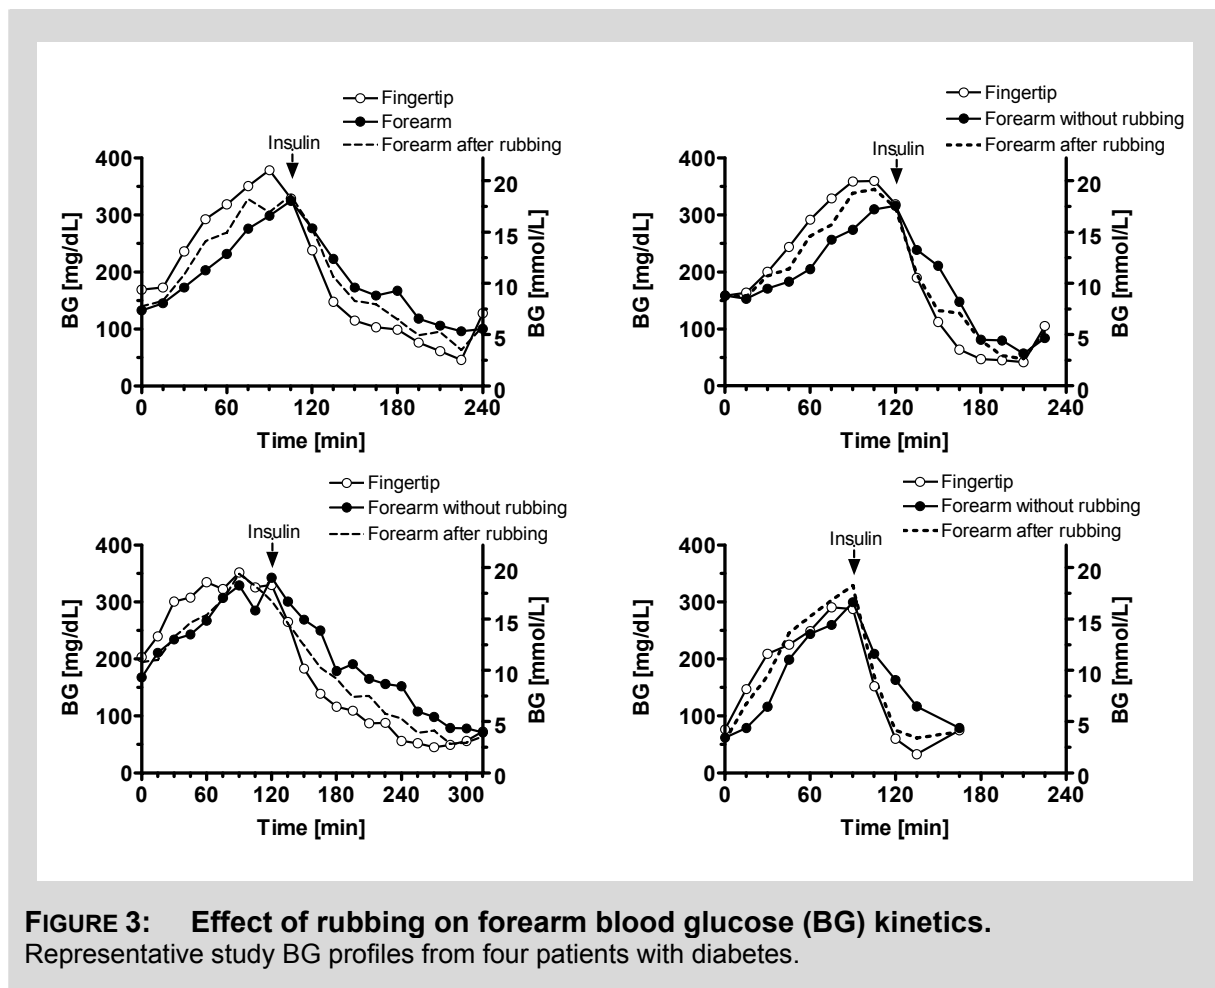 Fingertip
Forearm
Forearm after rubbing
Insulin
400
300
200
100
0
BG [mg/dL]
20
15
10
5
0
BG [mmol/L]
0 60 120 180 240
Time [min]
Fingertip
Forearm without rubbing
Forearm after rubbing
Insulin
400
300
200
100
0
BG [mg/dL]
20
15
10
5
0
BG [mmol/L]
0 60 120 180 240
Time [min]
Fingertip
Forearm without rubbing
Forearm after rubbing
Insulin
400
300
200
100
0
BG [mg/dL]
20
15
10
5
0
BG [mmol/L]
0 60 120 180 240 300
Time [min]
Fingertip
Forearm without rubbing
Forearm after rubbing
Insulin
400
300
200
100
0
BG [mg/dL]
20
15
10
5
0
BG [mmol/L]
0 60 120 180 240
Time [min]
FIGURE 3: Effect of rubbing on forearm blood glucose (BG) kinetics.
Representative study BG profiles from four patients with diabetes.